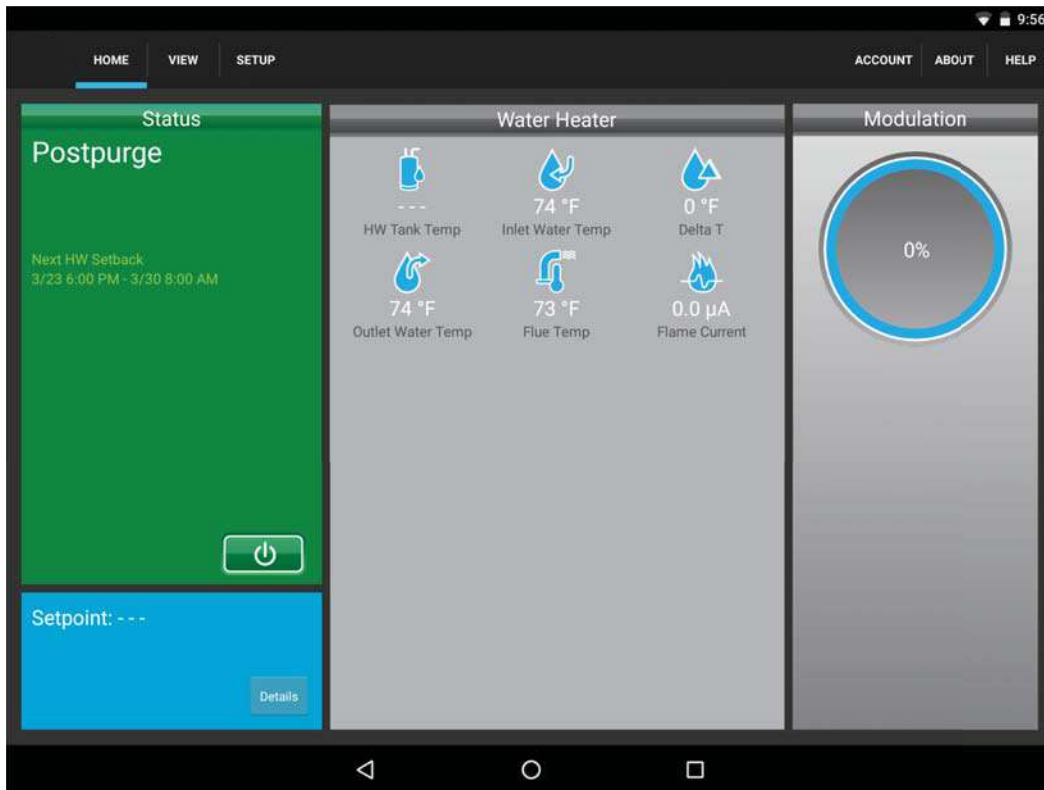 9:56
HOME VIEW SETUP ACCOUNT ABOUT HELP
Status
Postpurge
Next HW Setback
3/23 6:00 PM - 3/30 8:00 AM
Setpoint: - - -
Details
Water Heater
- - - 74 °F 0 °F
HW Tank Temp Inlet Water Temp Delta T
74 °F 73 °F 0.0 µA
Outlet Water Temp Flue Temp Flame Current
Modulation
0%